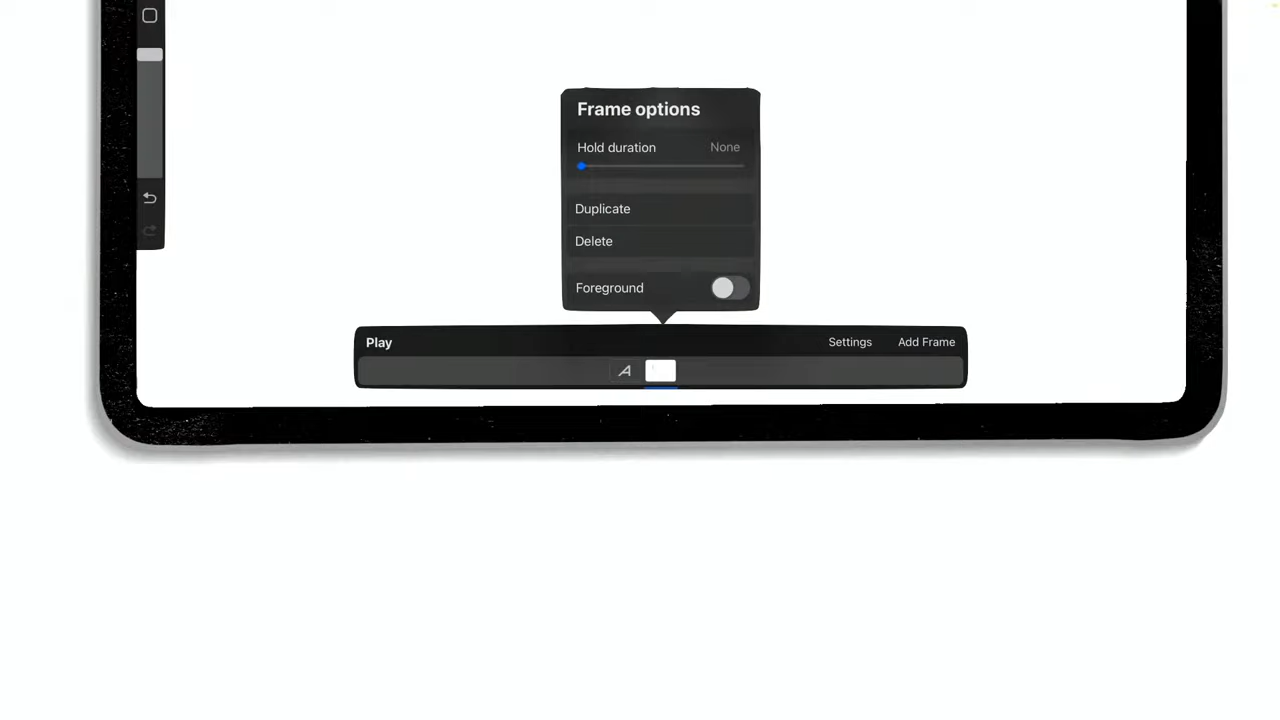 Frame options
Hold duration None
Duplicate
Delete
Foreground
Play Settings Add Frame
A